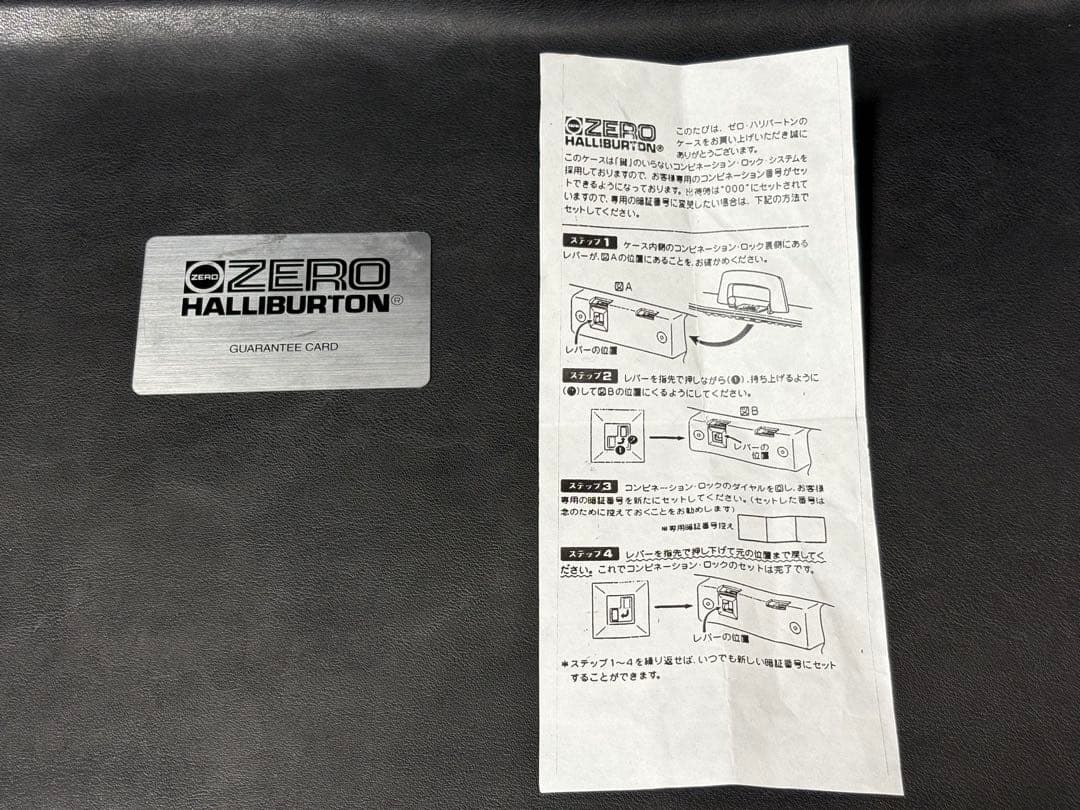 ZERO
ZERO
HALLIBURTON®
GUARANTEE CARD
ZERO
HALLIBURTON®
このたびは、ゼロ・ハリバートンの
ケースをお買い上げいただき誠に
ありがとうございます。
このケースは「鍵」のいらないコンビネーション・ロック・システムを
採用しておりますので、お客様専用のコンビネーション番号がセッ
トできるようになっております。出荷時は"000"にセットされて
いますので、専用の暗証番号に変更したい場合は、下記の方法で
セットしてください。
ステップ1 ケース内側のコンビネーション・ロック裏側にある
レバーが、図Aの位置にあることを、お確かめください。
図A
レバーの位置
ステップ2 レバーを指先で押しながら(❶)、持ち上げるように
(❷)して図Bの位置にくるようにしてください。
図B
❶ ❷
レバーの
位置
ステップ3 コンビネーション・ロックのダイヤルを回し、お客様
専用の暗証番号を新たにセットしてください。(セットした番号は
念のために控えておくことをお勧めします)
※専用暗証番号控え
ステップ4 レバーを指先で押し下げて元の位置まで戻してく
ださい。これでコンビネーション・ロックのセットは完了です。
レバーの位置
*ステップ1〜4を繰り返せば、いつでも新しい暗証番号にセット
することができます。